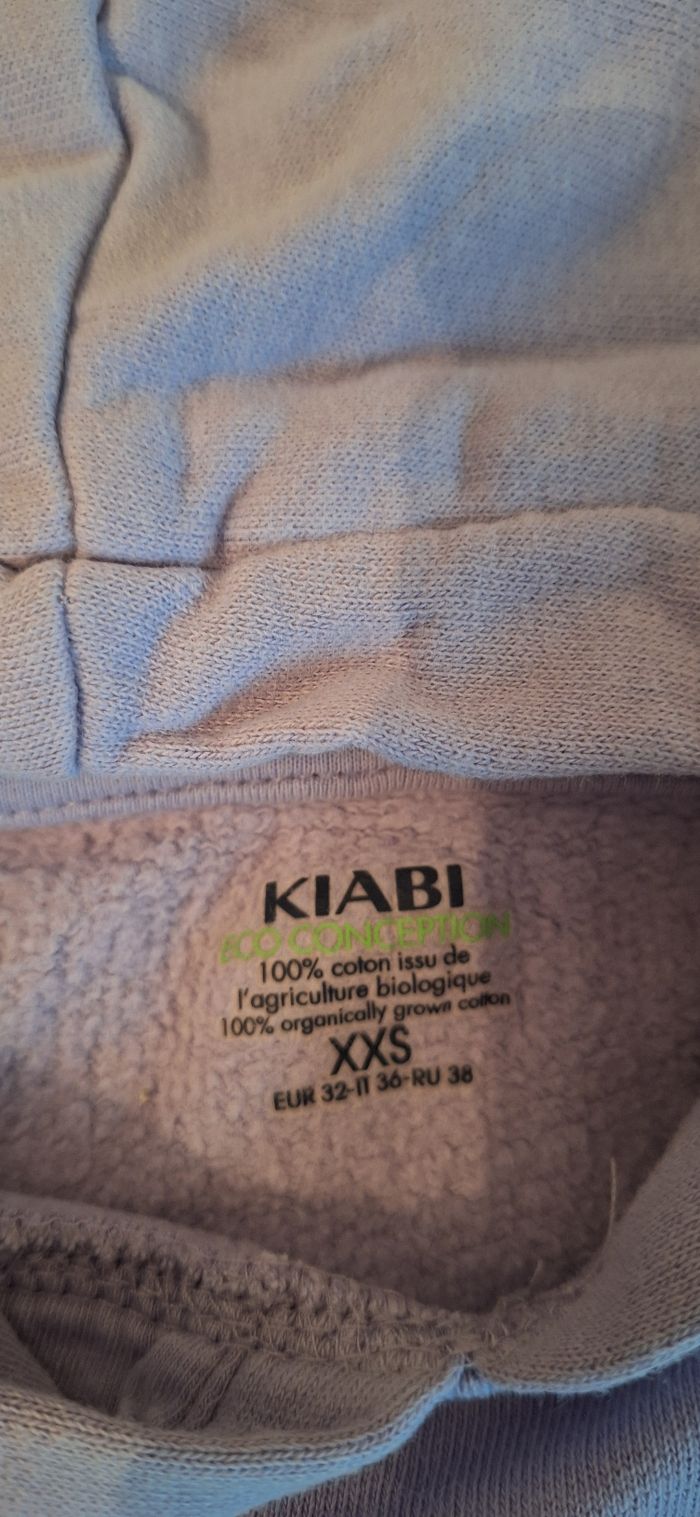 KIABI
ECO CONCEPTION
100% coton issu de
l'agriculture biologique
100% organically grown cotton
XXS
EUR 32-IT 36-RU 38